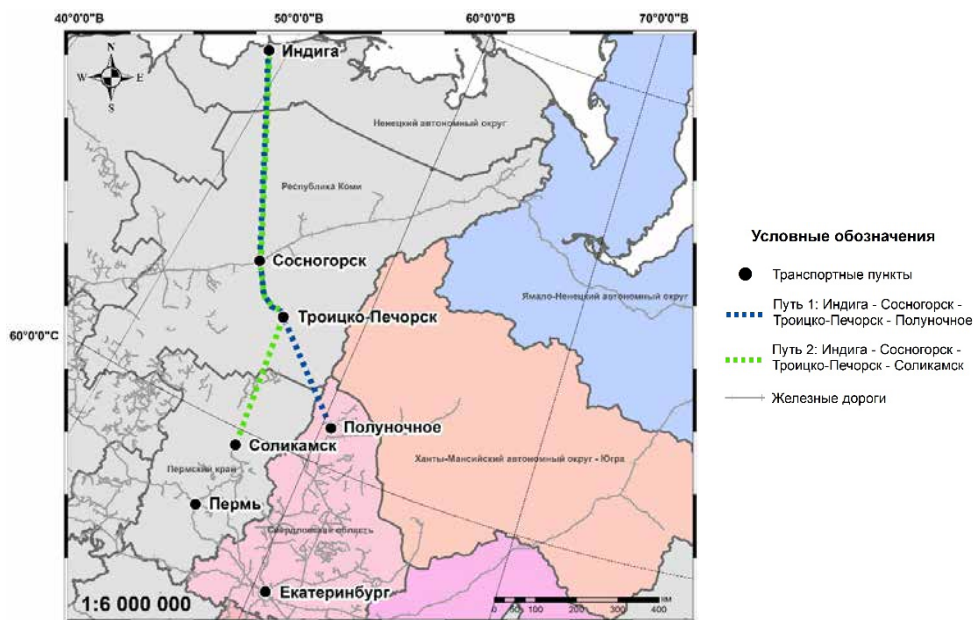 40°0'0"В
50°0'0"В
60°0'0"В
70°0'0"В
N
W
E
S
Индига
Ненецкий автономный округ
Республика Коми
Сосногорск
Ямало-Ненецкий автономный округ
Троицко-Печорск
60°0'0"С
Полуночное
Соликамск
Ханты-Мансийский автономный округ - Югра
Пермский край
Пермь
Свердловская область
Екатеринбург
1:6 000 000
КМ
0 50 100 200 300 400
Условные обозначения
Транспортные пункты
Путь 1: Индига - Сосногорск -
Троицко-Печорск - Полуночное
Путь 2: Индига - Сосногорск -
Троицко-Печорск - Соликамск
Железные дороги